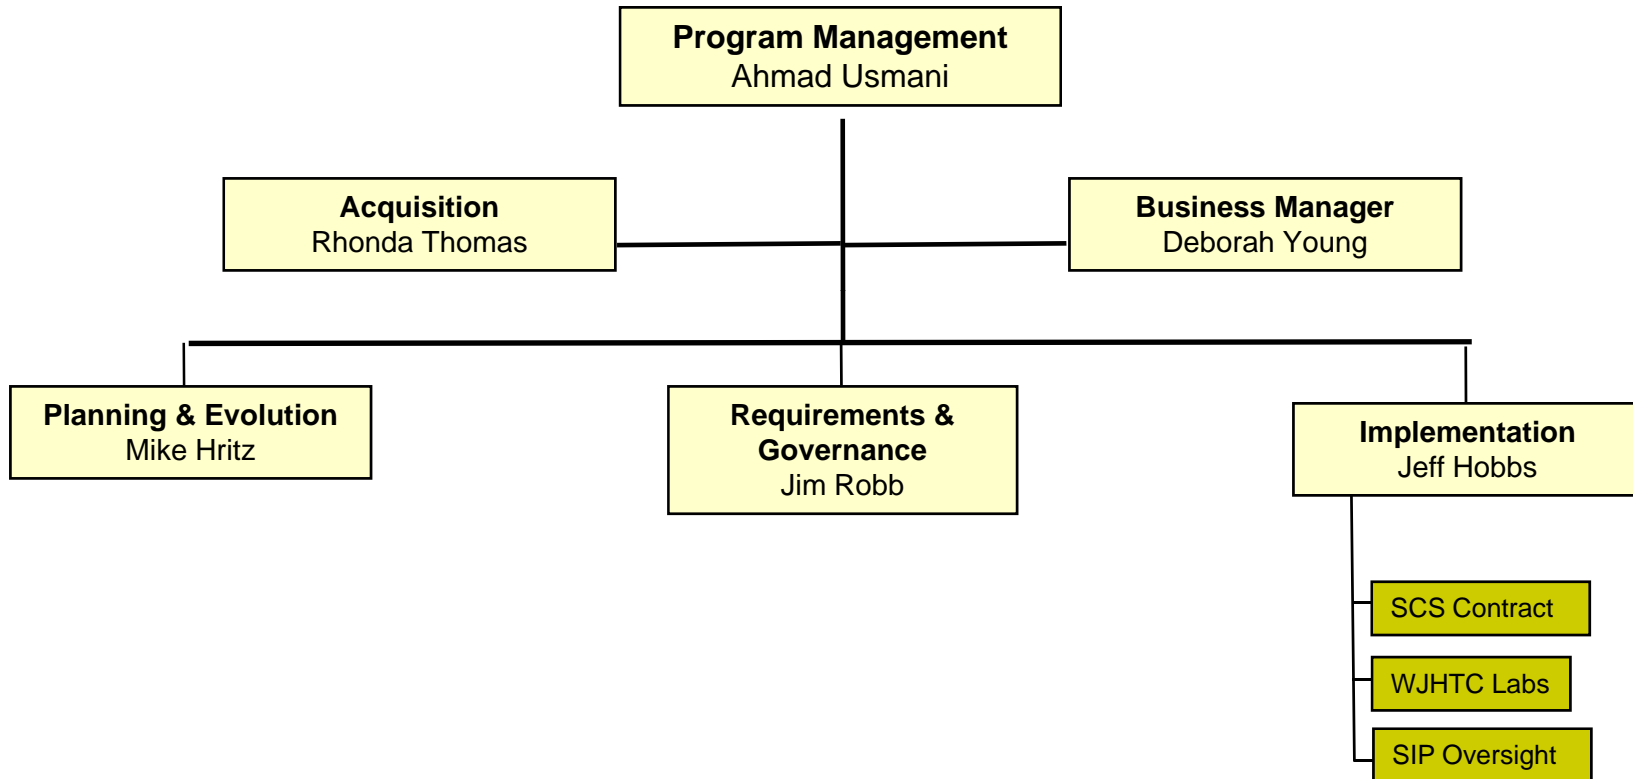 Program Management
Ahmad Usmani
Acquisition
Rhonda Thomas
Business Manager
Deborah Young
Planning & Evolution
Mike Hritz
Requirements &
Governance
Jim Robb
Implementation
Jeff Hobbs
SCS Contract
WJHTC Labs
SIP Oversight